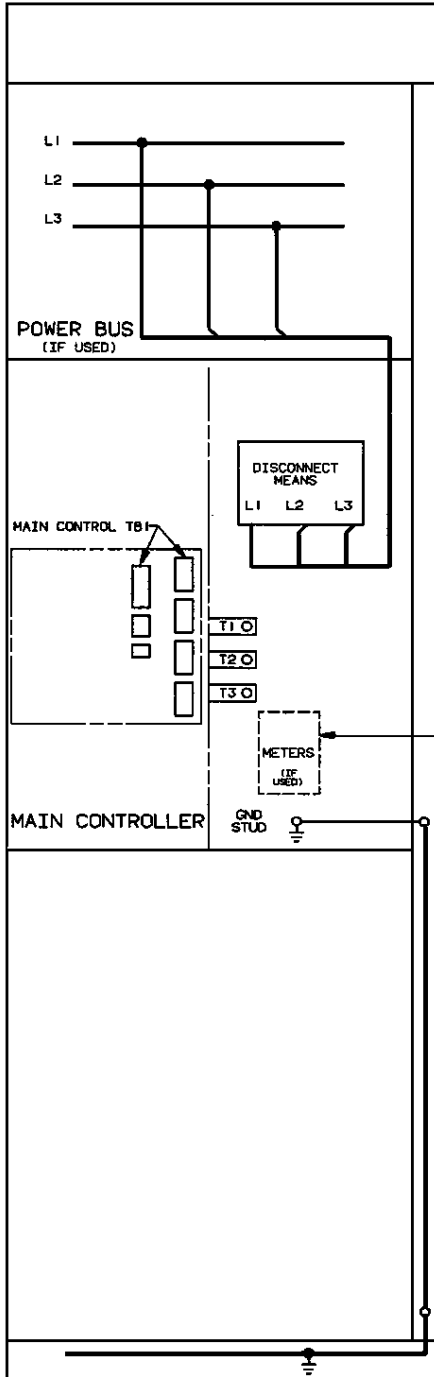 L1
L2
L3
POWER BUS
(IF USED)
DISCONNECT
MEANS
L1 L2 L3
MAIN CONTROL TB1
T1
T2
T3
METERS
(IF
USED)
MAIN CONTROLLER
GND
STUD